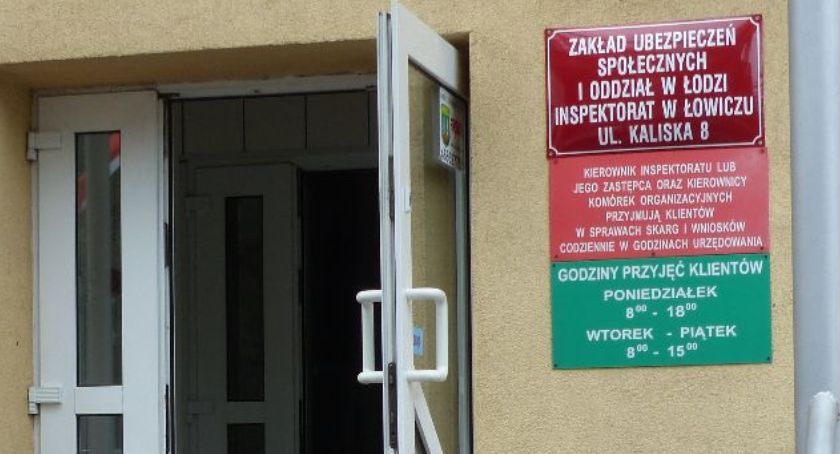 ZAKŁAD UBEZPIECZEŃ
SPOŁECZNYCH
I ODDZIAŁ W ŁODZI
INSPEKTORAT W ŁOWICZU
UL. KALISKA 8
KIEROWNIK INSPEKTORATU LUB
JEGO ZASTĘPCA ORAZ KIEROWNICY
KOMÓREK ORGANIZACYJNYCH
PRZYJMUJĄ KLIENTÓW
W SPRAWACH SKARG I WNIOSKÓW
CODZIENNIE W GODZINACH URZĘDOWANIA
GODZINY PRZYJĘĆ KLIENTÓW
PONIEDZIAŁEK
8⁰⁰ - 18⁰⁰
WTOREK - PIĄTEK
8⁰⁰ - 15⁰⁰